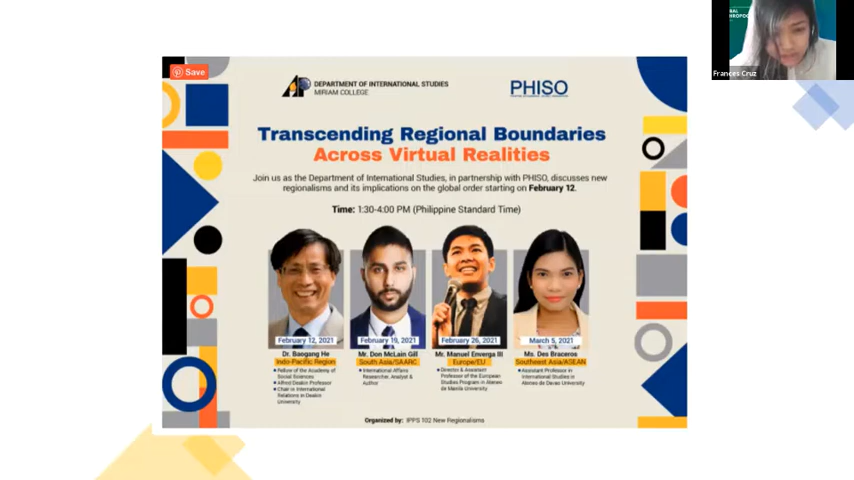 BAL
Frances Cruz
Save
DEPARTMENT OF INTERNATIONAL STUDIES
MIRIAM COLLEGE
PHISO
Transcending Regional Boundaries
Across Virtual Realities
Join us as the Department of International Studies, in partnership with PHISO, discusses new
regionalisms and its implications on the global order starting on February 12.
Time: 1:30-4:00 PM (Philippine Standard Time)
February 12, 2021
Dr. Baogang He
Indo-Pacific Region
Fellow of the Academy of
Social Sciences
Alfred Deakin Professor
Chair in International
Relations in Deakin
University
February 19, 2021
Mr. Don McLain Gill
South Asia/SAARC
International Affairs
Researcher, Analyst &
Author
February 26, 2021
Mr. Manuel Enverga III
Europe/EU
Director & Assistant
Professor of the European
Studies Program in Ateneo
de Manila University
March 5, 2021
Ms. Des Braceros
Southeast Asia/ASEAN
Assistant Professor in
International Studies in
Ateneo de Davao University
Organized by: IPPS 102 New Regionalisms